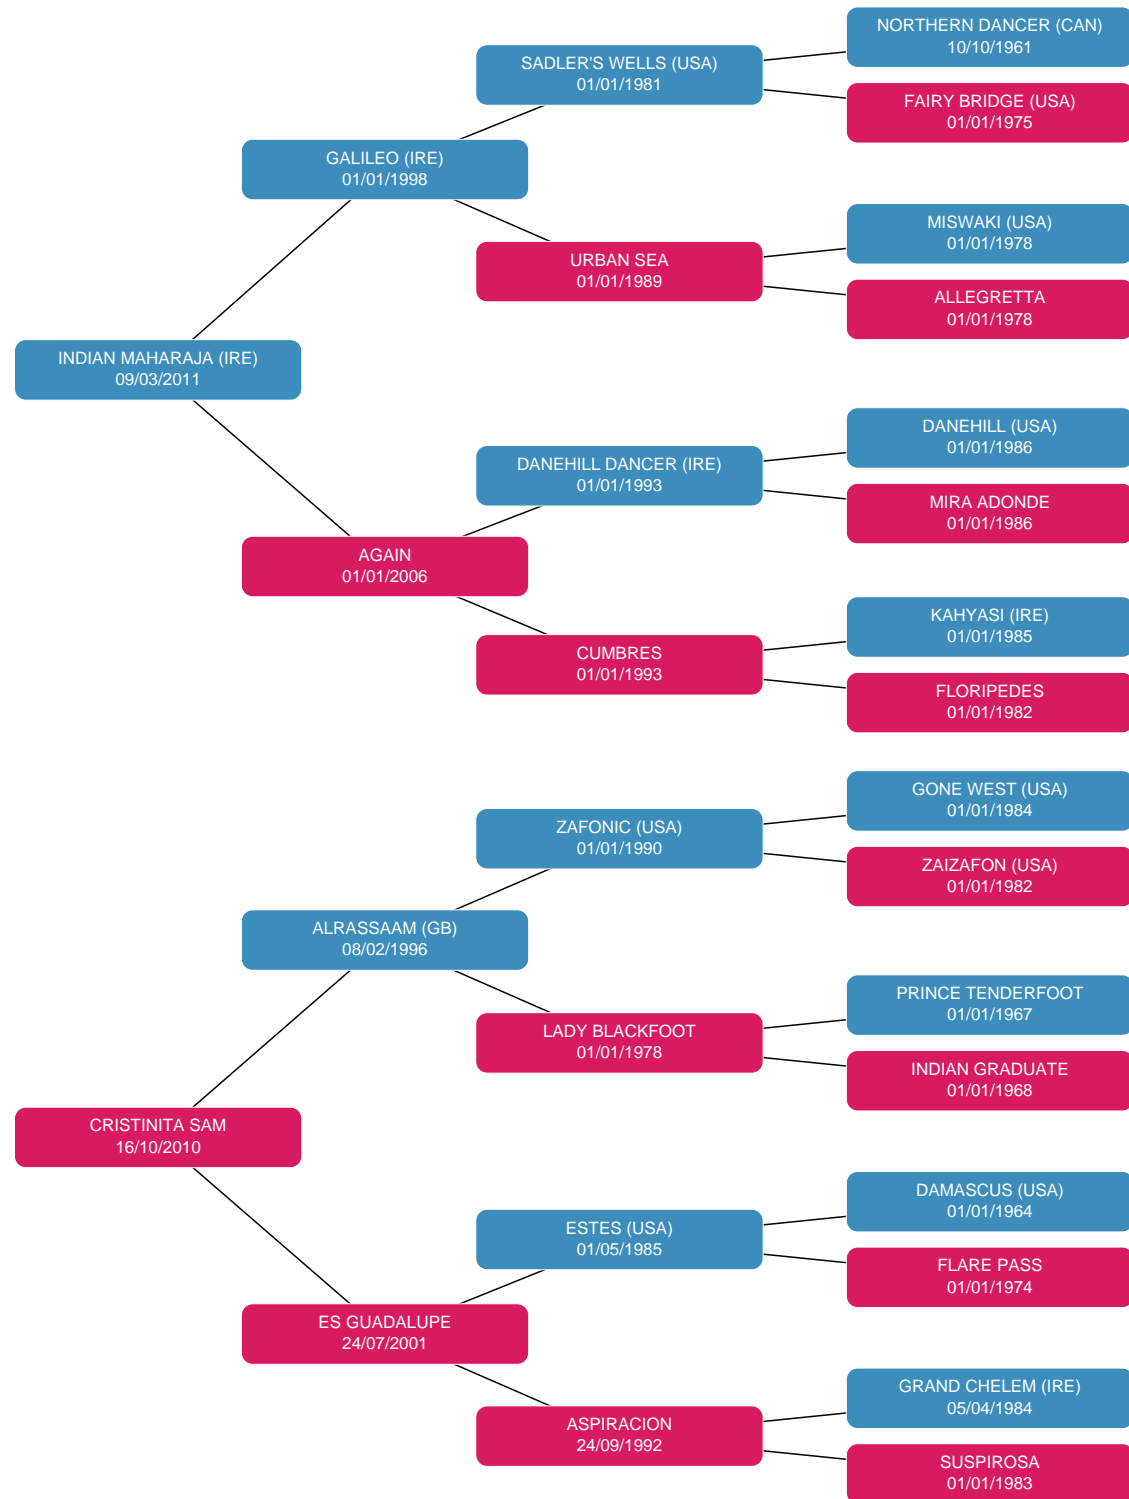 NORTHERN DANCER (CAN)
10/10/1961
SADLER'S WELLS (USA)
01/01/1981
FAIRY BRIDGE (USA)
01/01/1975
GALILEO (IRE)
01/01/1998
MISWAKI (USA)
01/01/1978
URBAN SEA
01/01/1989
ALLEGRETTA
01/01/1978
INDIAN MAHARAJA (IRE)
09/03/2011
DANEHILL (USA)
01/01/1986
DANEHILL DANCER (IRE)
01/01/1993
MIRA ADONDE
01/01/1986
AGAIN
01/01/2006
KAHYASI (IRE)
01/01/1985
CUMBRES
01/01/1993
FLORIPEDES
01/01/1982
GONE WEST (USA)
01/01/1984
ZAFONIC (USA)
01/01/1990
ZAIZAFON (USA)
01/01/1982
ALRASSAAM (GB)
08/02/1996
PRINCE TENDERFOOT
01/01/1967
LADY BLACKFOOT
01/01/1978
INDIAN GRADUATE
01/01/1968
CRISTINITA SAM
16/10/2010
DAMASCUS (USA)
01/01/1964
ESTES (USA)
01/05/1985
FLARE PASS
01/01/1974
ES GUADALUPE
24/07/2001
GRAND CHELEM (IRE)
05/04/1984
ASPIRACION
24/09/1992
SUSPIROSA
01/01/1983